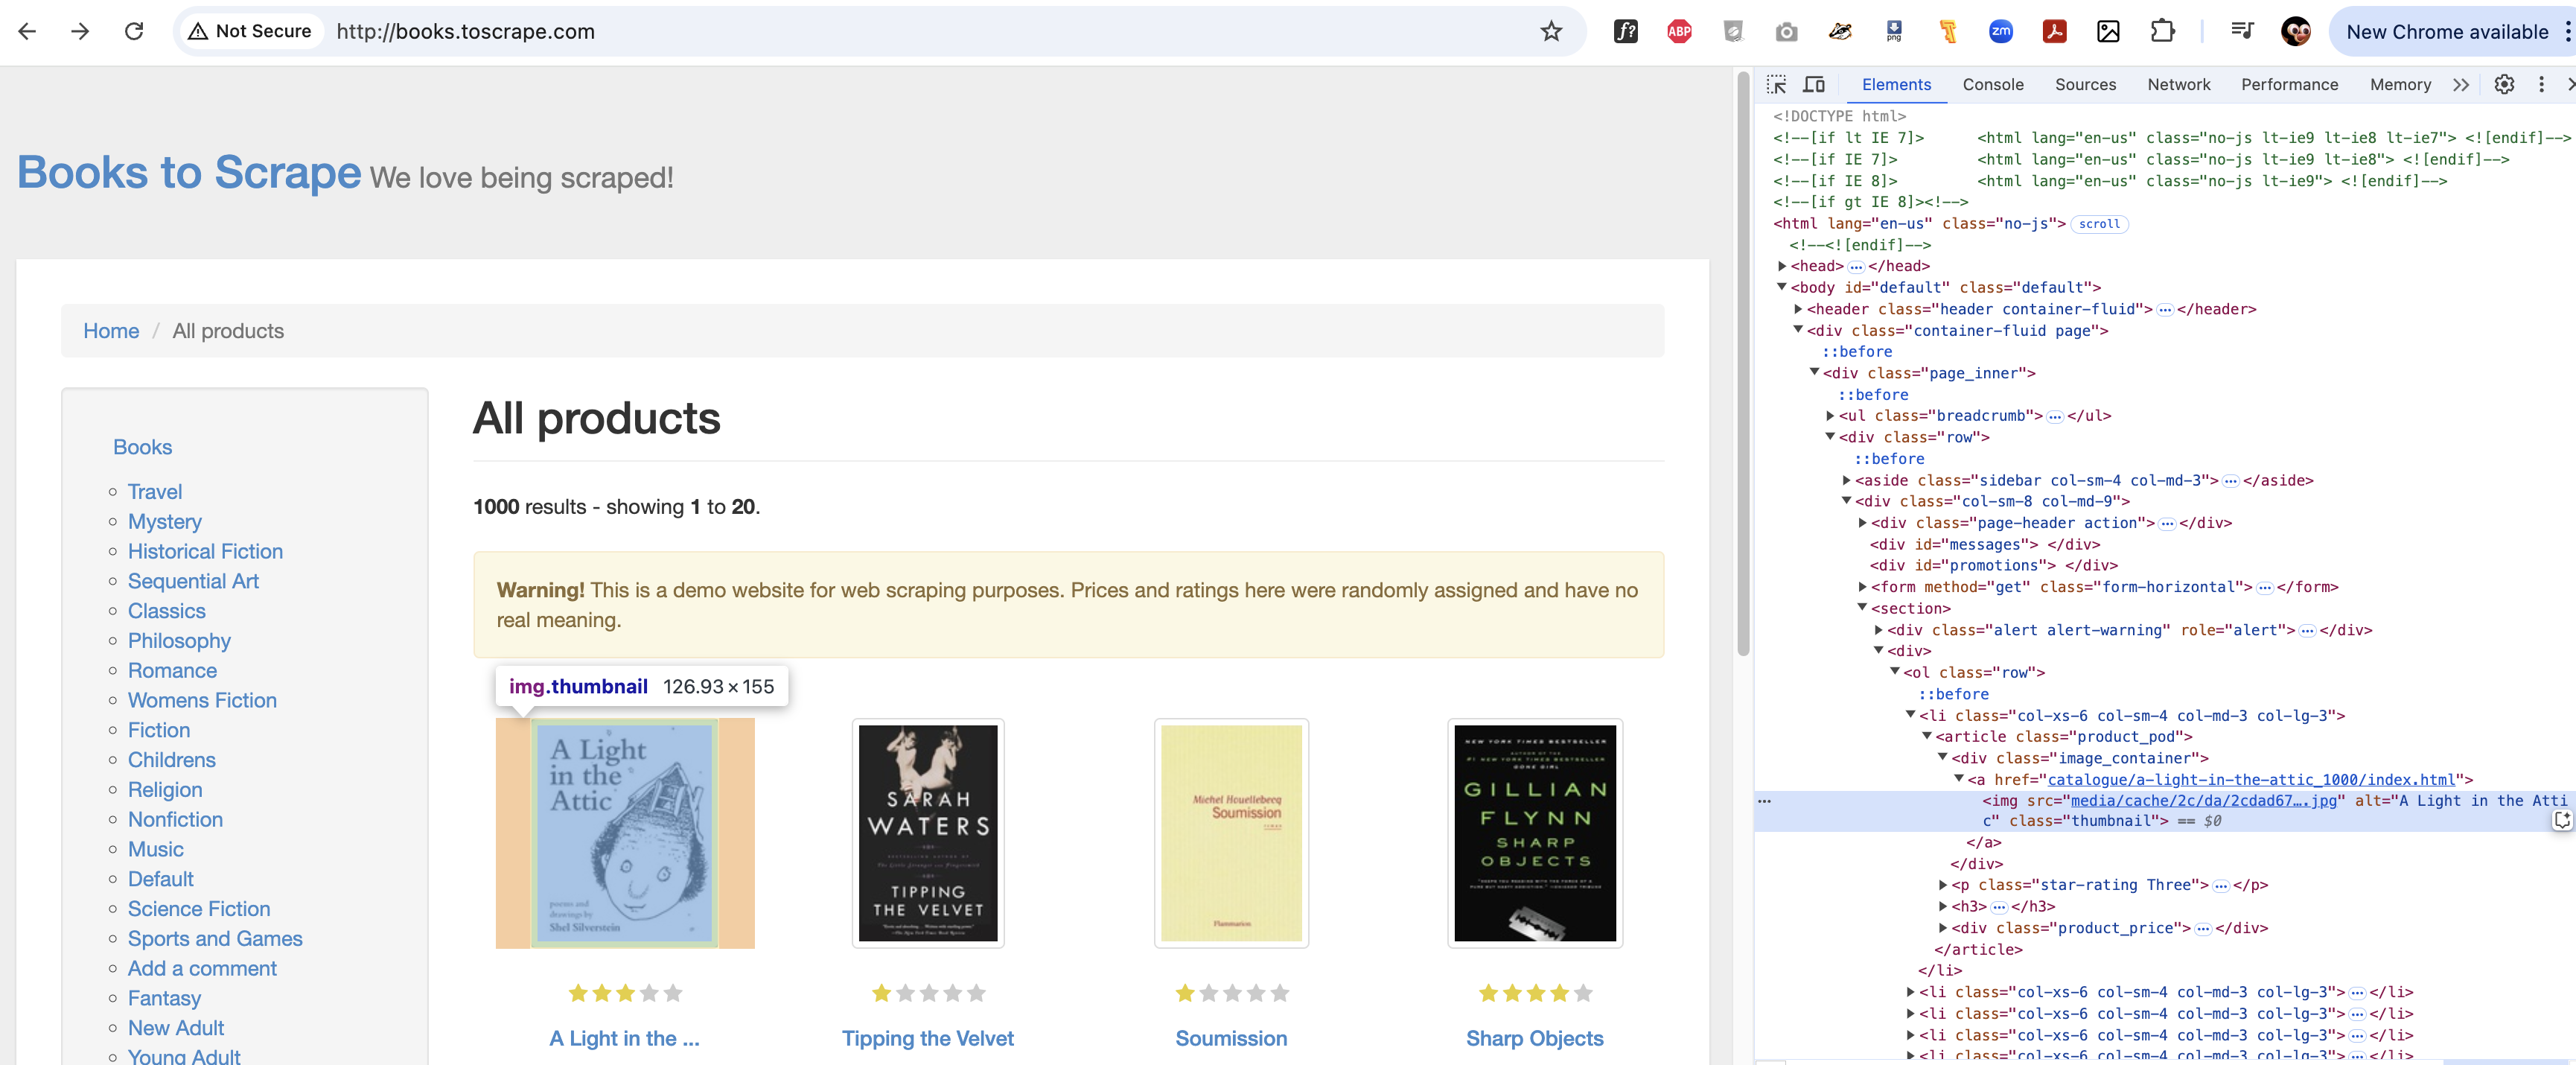 Not Secure http://books.toscrape.com
f? ABP png zm New Chrome available
Books to Scrape We love being scraped!
Home / All products
Books
Travel
Mystery
Historical Fiction
Sequential Art
Classics
Philosophy
Romance
Womens Fiction
Fiction
Childrens
Religion
Nonfiction
Music
Default
Science Fiction
Sports and Games
Add a comment
Fantasy
New Adult
Young Adult
All products
1000 results - showing 1 to 20.
Warning! This is a demo website for web scraping purposes. Prices and ratings here were randomly assigned and have no
real meaning.
img.thumbnail 126.93×155
A Light
in the
Attic
poems and
drawings by
Shel Silverstein
SARAH
WATERS
TIPPING
THE VELVET
Michel Houellebecq
Soumission
Flammarion
NEW YORK TIMES BESTSELLER
GONE GIRL
GILLIAN
FLYNN
SHARP
OBJECTS
A Light in the ...
Tipping the Velvet
Soumission
Sharp Objects
Elements Console Sources Network Performance Memory
<!DOCTYPE html>
<!--[if lt IE 7]> <html lang="en-us" class="no-js lt-ie9 lt-ie8 lt-ie7"> <![endif]-->
<!--[if IE 7]> <html lang="en-us" class="no-js lt-ie9 lt-ie8"> <![endif]-->
<!--[if IE 8]> <html lang="en-us" class="no-js lt-ie9"> <![endif]-->
<!--[if gt IE 8]><!-->
<html lang="en-us" class="no-js"> scroll
<!--<![endif]-->
<head> … </head>
<body id="default" class="default">
<header class="header container-fluid"> … </header>
<div class="container-fluid page">
::before
<div class="page_inner">
::before
<ul class="breadcrumb"> … </ul>
<div class="row">
::before
<aside class="sidebar col-sm-4 col-md-3"> … </aside>
<div class="col-sm-8 col-md-9">
<div class="page-header action"> … </div>
<div id="messages"> </div>
<div id="promotions"> </div>
<form method="get" class="form-horizontal"> … </form>
<section>
<div class="alert alert-warning" role="alert"> … </div>
<div>
<ol class="row">
::before
<li class="col-xs-6 col-sm-4 col-md-3 col-lg-3">
<article class="product_pod">
<div class="image_container">
<a href="catalogue/a-light-in-the-attic_1000/index.html">
<img src="media/cache/2c/da/2cdad67….jpg" alt="A Light in the Atti
c" class="thumbnail"> == $0
</a>
</div>
<p class="star-rating Three"> … </p>
<h3> … </h3>
<div class="product_price"> … </div>
</article>
</li>
<li class="col-xs-6 col-sm-4 col-md-3 col-lg-3"> … </li>
<li class="col-xs-6 col-sm-4 col-md-3 col-lg-3"> … </li>
<li class="col-xs-6 col-sm-4 col-md-3 col-lg-3"> … </li>
<li class="col-xs-6 col-sm-4 col-md-3 col-lg-3"> … </li>